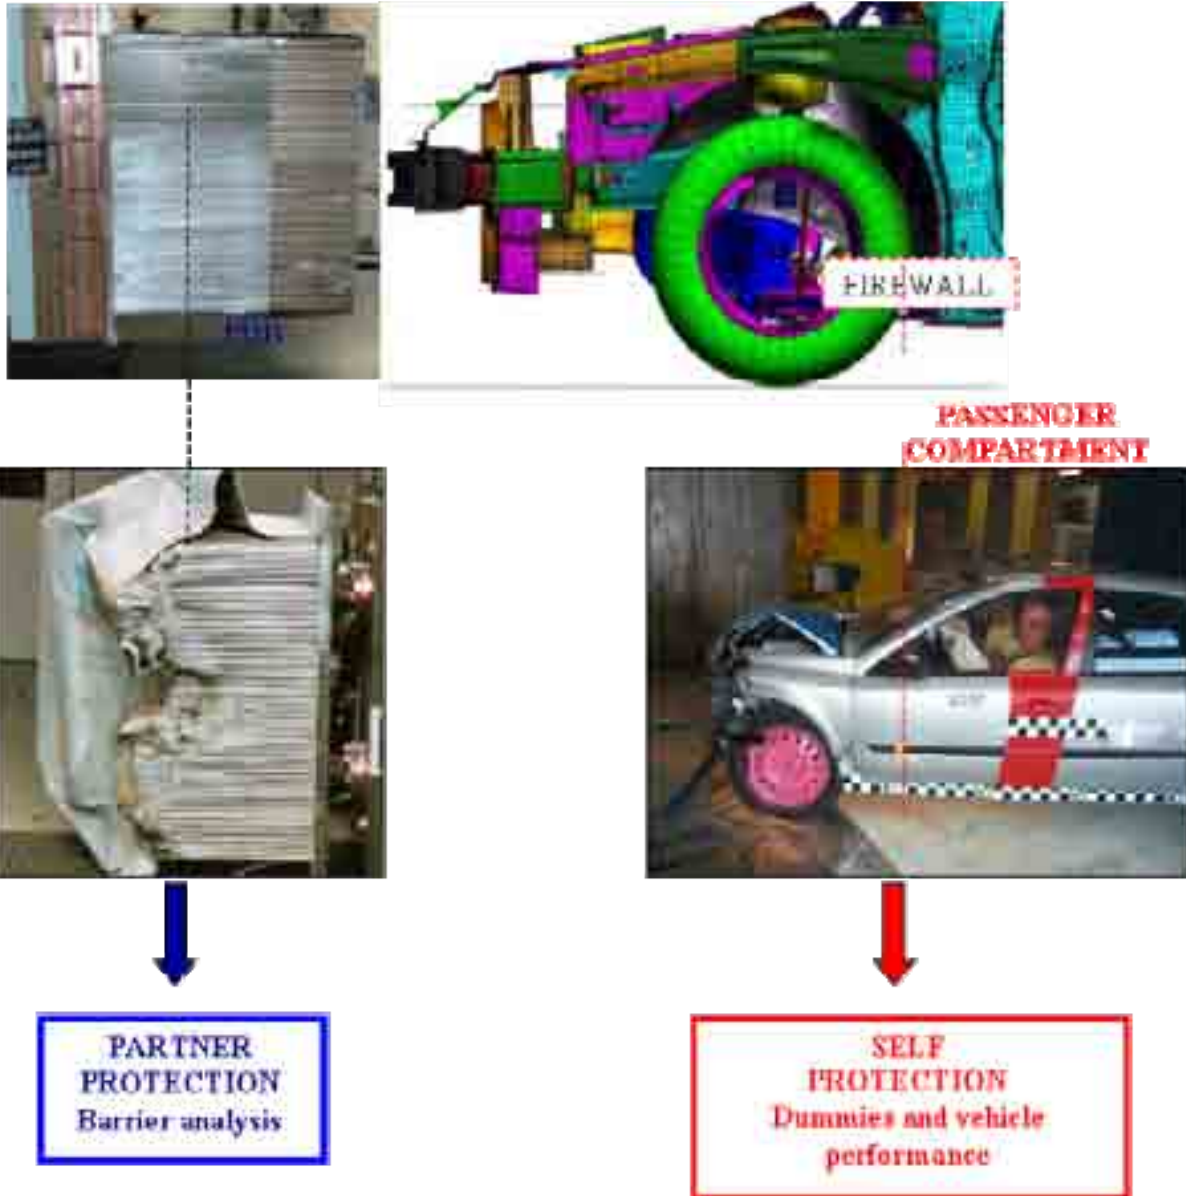 FIREWALL
PASSENGER
COMPARTMENT
PARTNER
PROTECTION
Barrier analysis
SELF
PROTECTION
Dummies and vehicle
performance